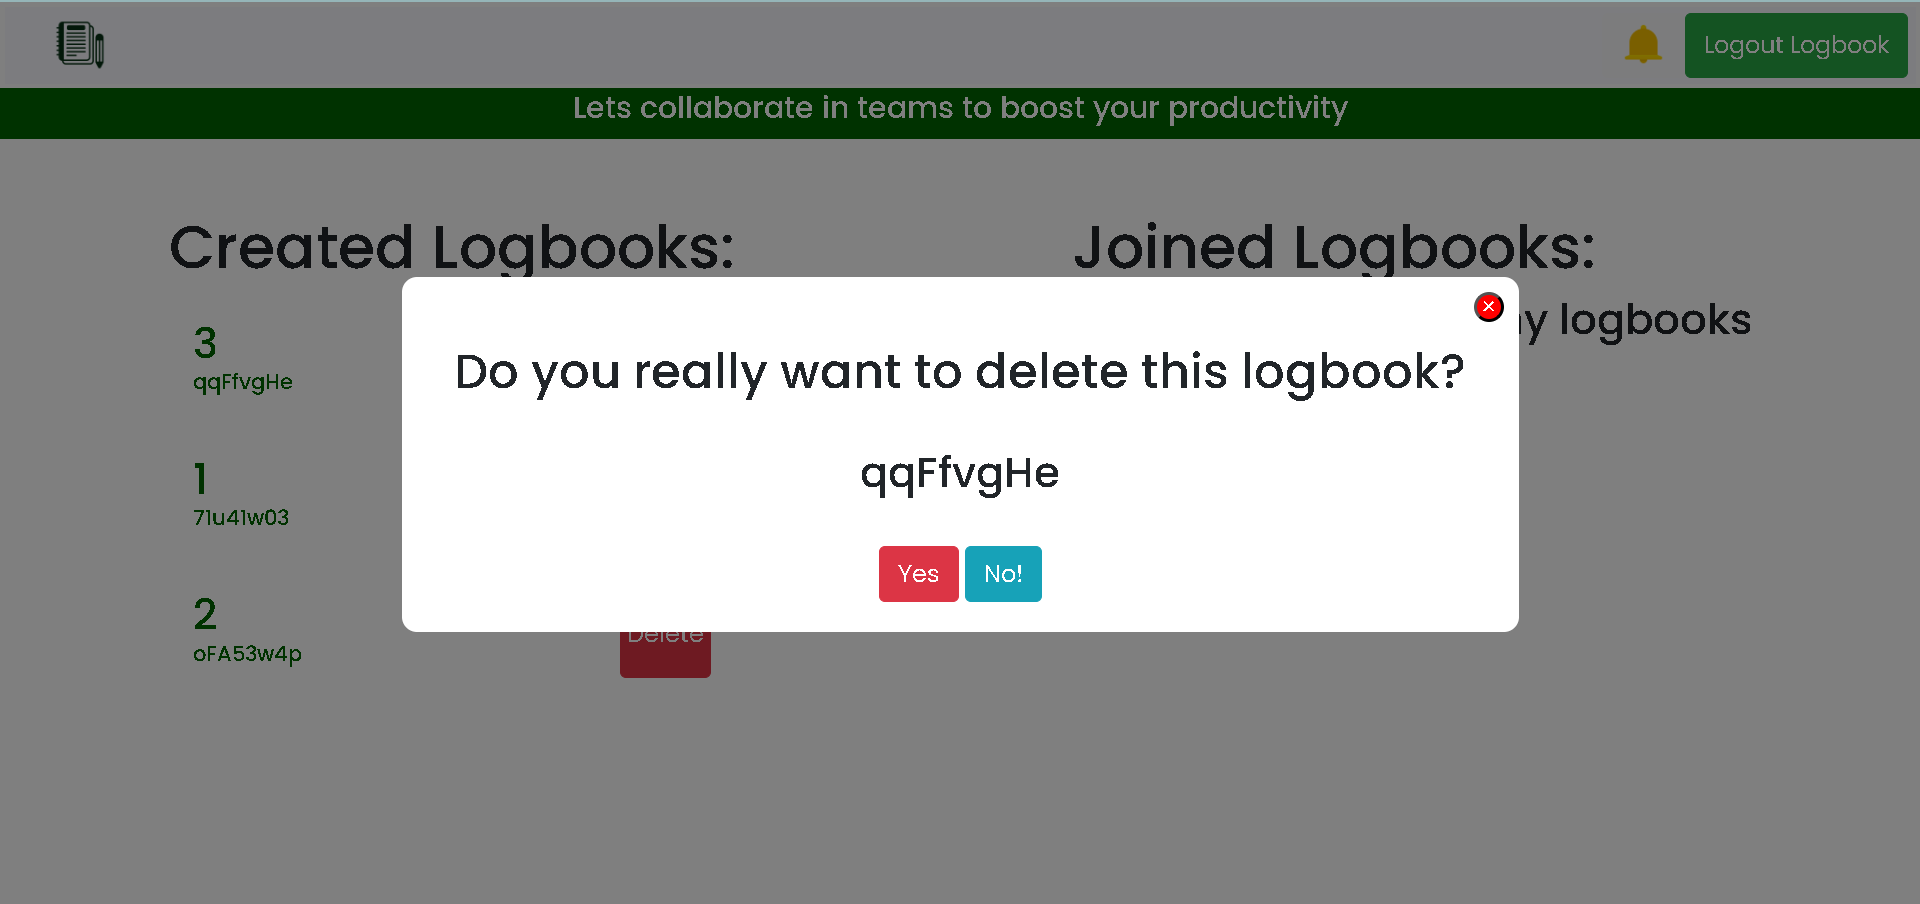 Logout Logbook
Lets collaborate in teams to boost your productivity
Created Logbooks:
Joined Logbooks:
logbooks
3
qqFfvgHe
1
71u41w03
2
oFA53w4p
Do you really want to delete this logbook?
qqFfvgHe
Yes
No!
Delete